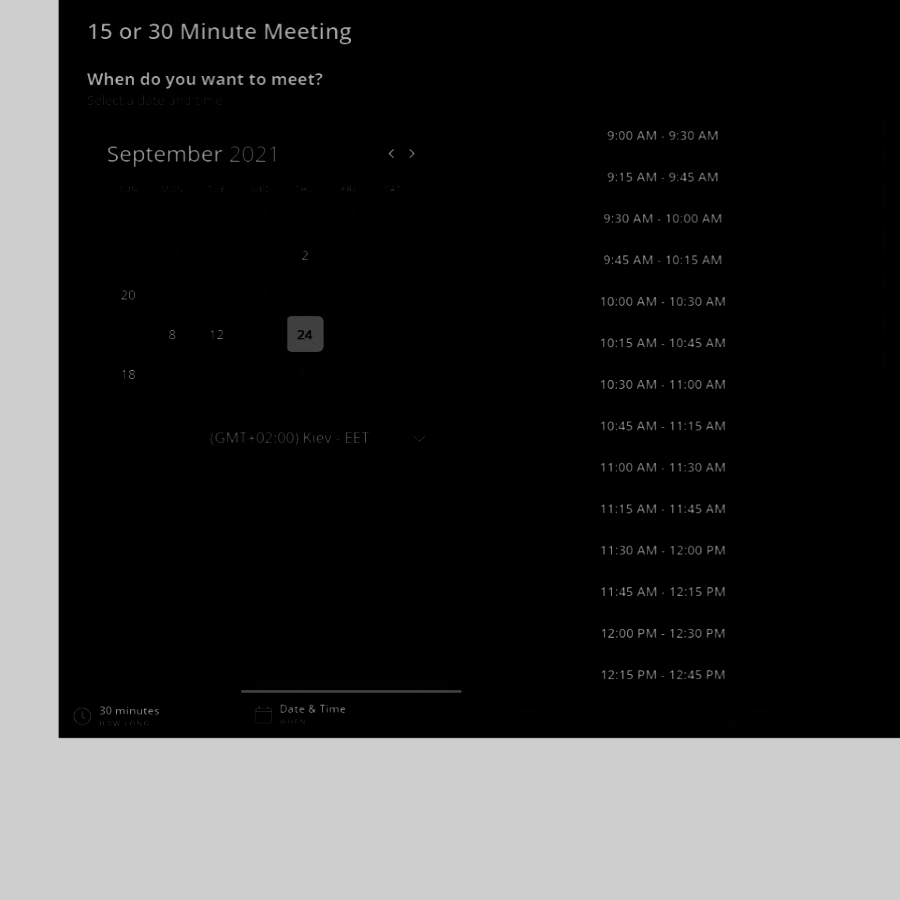 15 or 30 Minute Meeting
When do you want to meet?
Select a date and time
September 2021
SUN MON TUE WED THU FRI SAT
2
20
8 12 24
18
(GMT+02:00) Kiev - EET
9:00 AM - 9:30 AM
9:15 AM - 9:45 AM
9:30 AM - 10:00 AM
9:45 AM - 10:15 AM
10:00 AM - 10:30 AM
10:15 AM - 10:45 AM
10:30 AM - 11:00 AM
10:45 AM - 11:15 AM
11:00 AM - 11:30 AM
11:15 AM - 11:45 AM
11:30 AM - 12:00 PM
11:45 AM - 12:15 PM
12:00 PM - 12:30 PM
12:15 PM - 12:45 PM
30 minutes
HOW LONG
Date & Time
WHEN